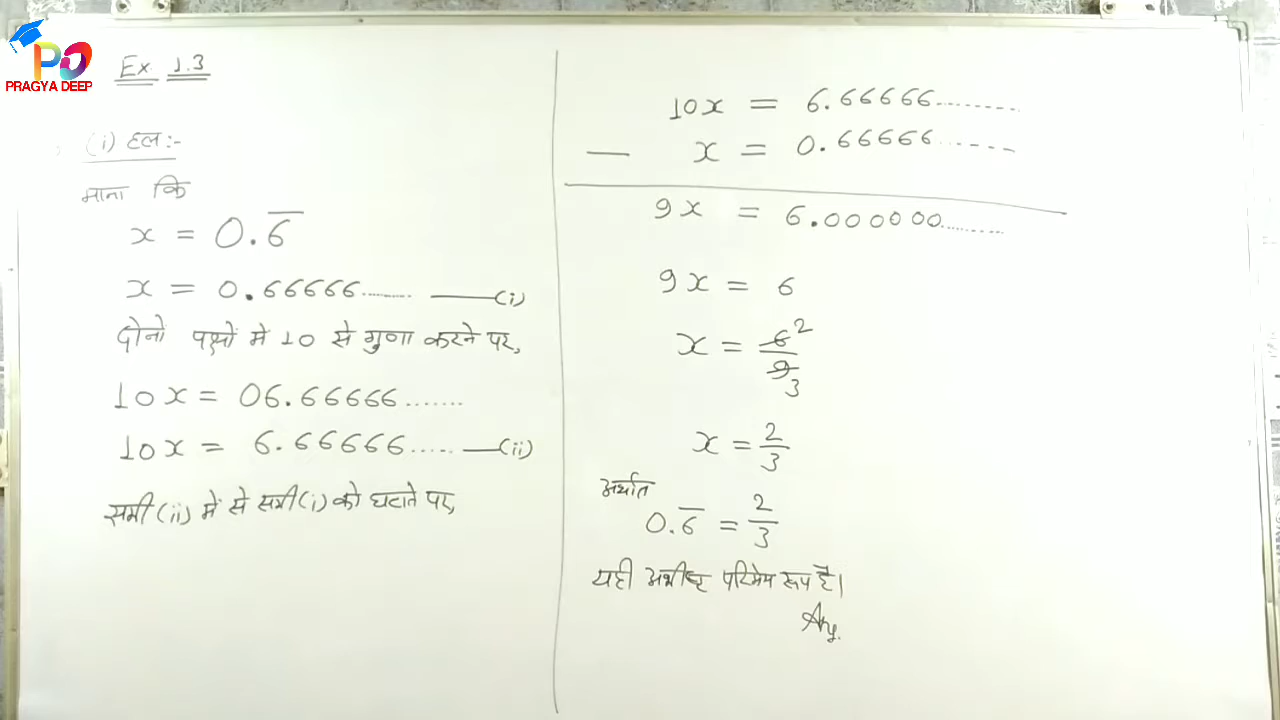 PRAGYA DEEP
Ex. 1.3
(i) हल:-
माना कि
x = 0.6̅
x = 0.66666........ ——(i)
दोनो पक्षों में 10 से गुणा करने पर,
10x = 06.66666.......
10x = 6.66666..... —(ii)
समी(ii) में से समी(i) को घटाने पर,
10x = 6.66666.........
— x = 0.66666.......
9x = 6.000000..........
9x = 6
x = 6/9 2 3
x = 2/3
अर्थात
0.6̅ = 2/3
यही अभीष्ट परिमेय रूप है।
Ans.